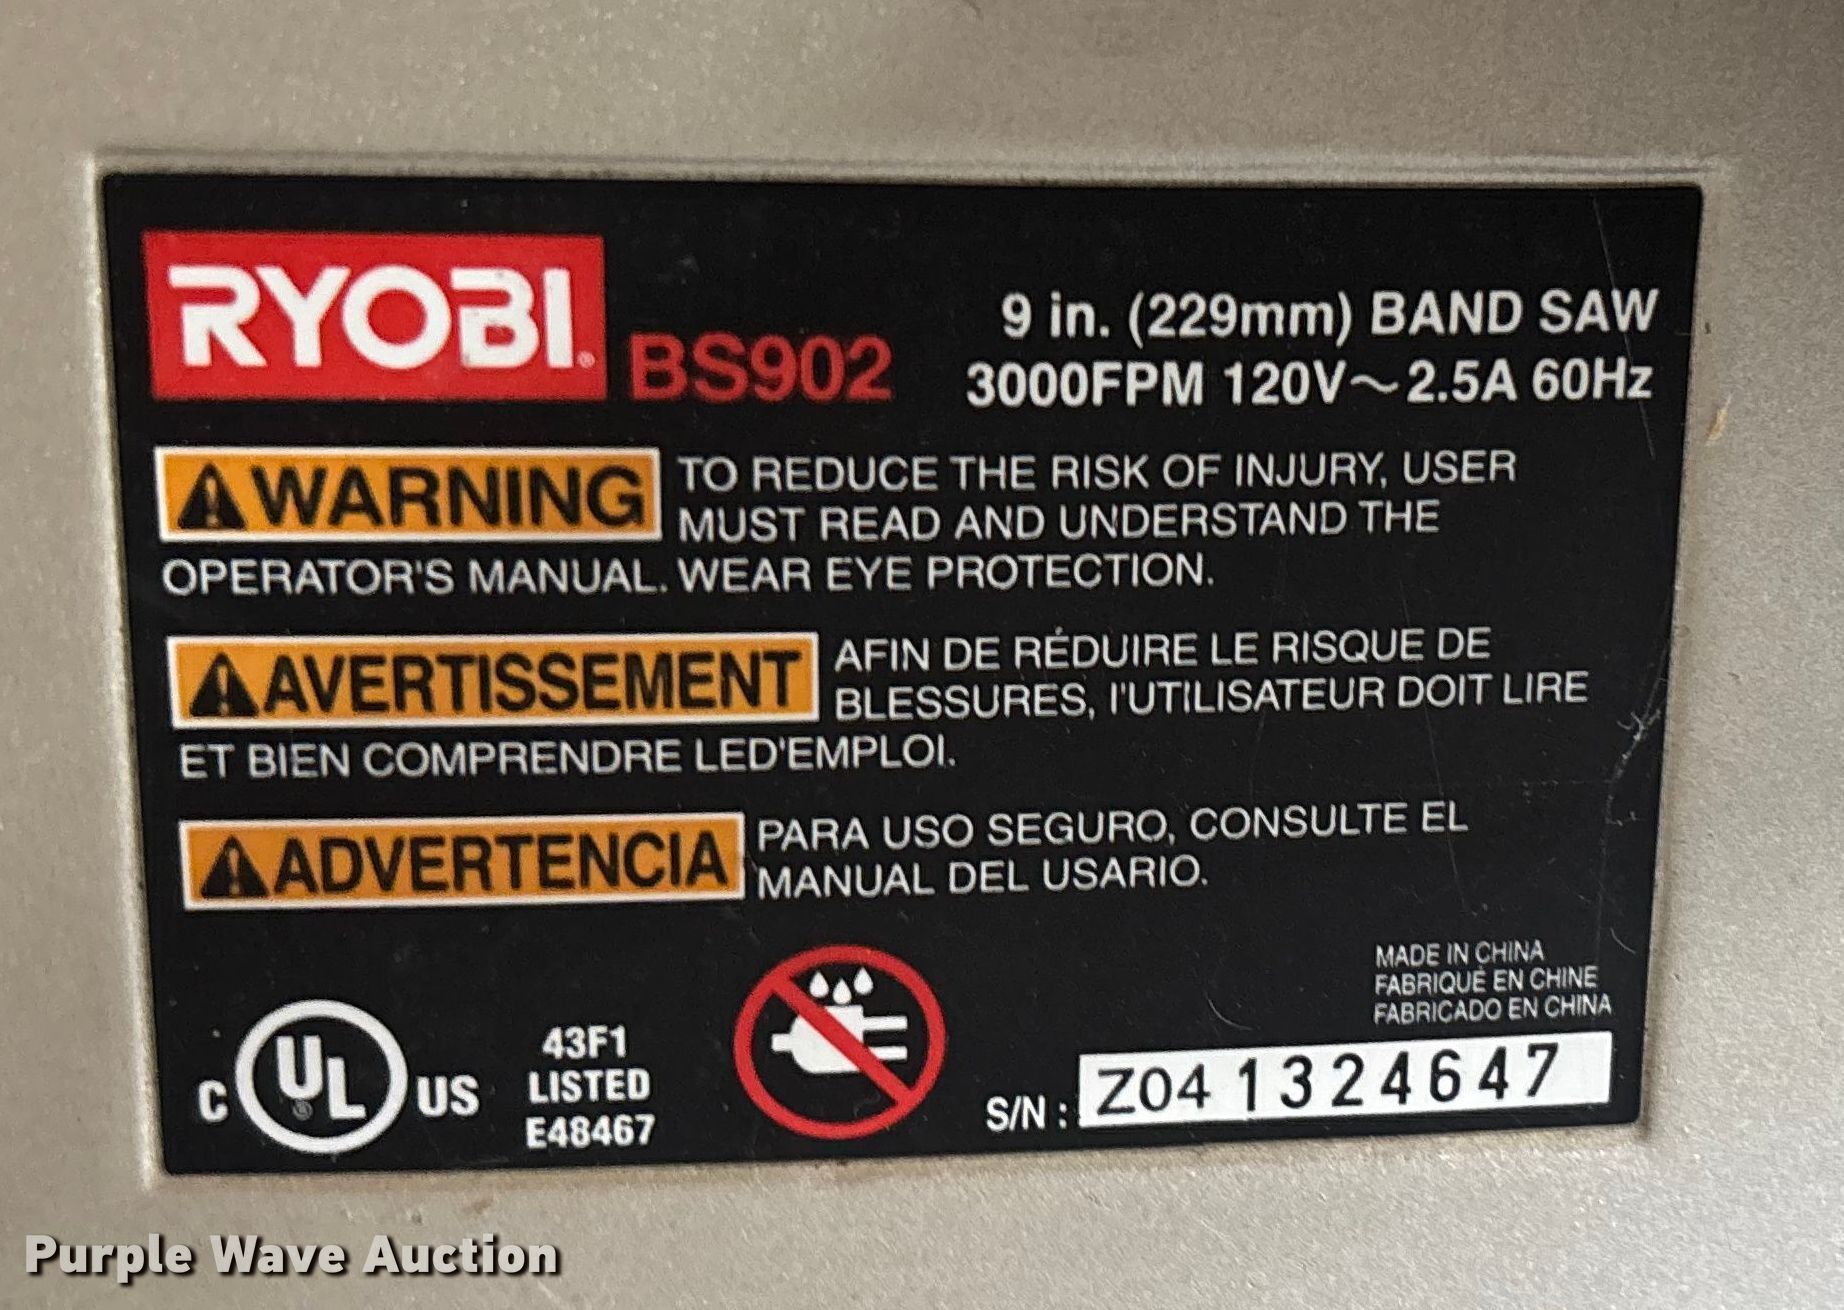 RYOBI
BS902
9 in. (229mm) BAND SAW
3000FPM 120V~2.5A 60Hz
WARNING TO REDUCE THE RISK OF INJURY, USER
MUST READ AND UNDERSTAND THE
OPERATOR'S MANUAL. WEAR EYE PROTECTION.
AVERTISSEMENT AFIN DE RÉDUIRE LE RISQUE DE
BLESSURES, l'UTILISATEUR DOIT LIRE
ET BIEN COMPRENDRE LED'EMPLOI.
ADVERTENCIA PARA USO SEGURO, CONSULTE EL
MANUAL DEL USARIO.
C UL US
43F1
LISTED
E48467
MADE IN CHINA
FABRIQUÉ EN CHINE
FABRICADO EN CHINA
S/N : Z04 1324647
Purple Wave Auction